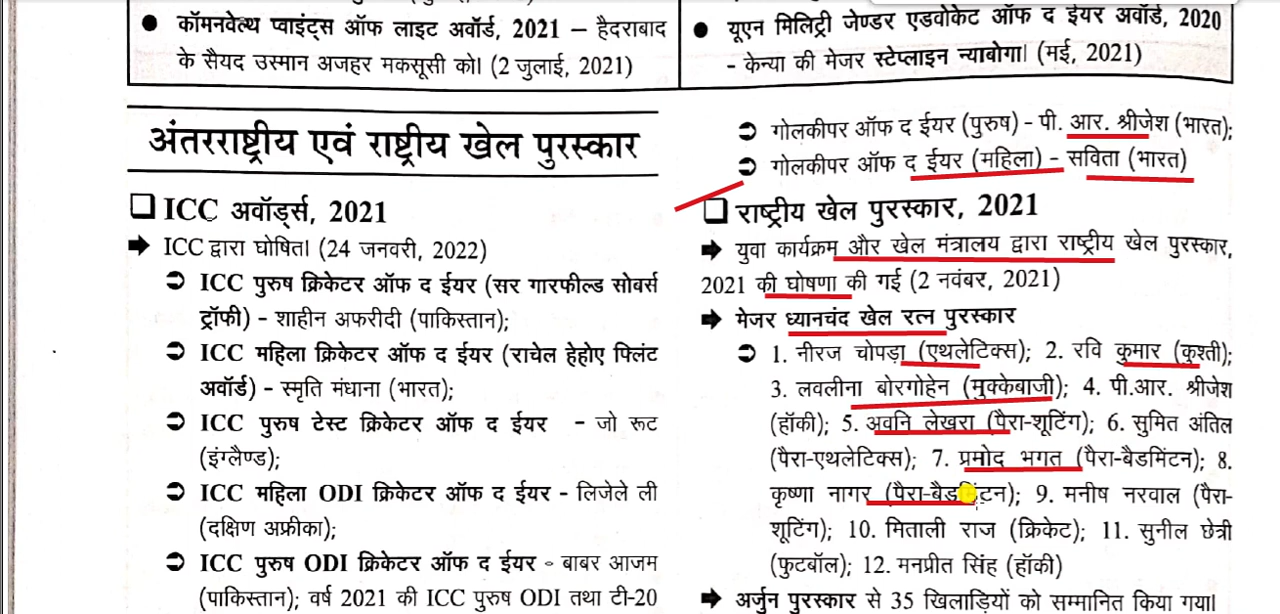 ● कॉमनवेल्थ प्वाइंट्स ऑफ लाइट अवॉर्ड, 2021 – हैदराबाद
के सैयद उस्मान अजहर मकसूसी को। (2 जुलाई, 2021)
● यूएन मिलिट्री जेण्डर एडवोकेट ऑफ द ईयर अवॉर्ड, 2020
- केन्या की मेजर स्टेप्लाइन न्याबोगा। (मई, 2021)
अंतरराष्ट्रीय एवं राष्ट्रीय खेल पुरस्कार
❑ ICC अवॉर्ड्स, 2021
➡ ICC द्वारा घोषित। (24 जनवरी, 2022)
➲ ICC पुरुष क्रिकेटर ऑफ द ईयर (सर गारफील्ड सोवर्स
ट्रॉफी) - शाहीन अफरीदी (पाकिस्तान);
➲ ICC महिला क्रिकेटर ऑफ द ईयर (राचेल हेहोए फ्लिंट
अवॉर्ड) - स्मृति मंधाना (भारत);
➲ ICC पुरुष टेस्ट क्रिकेटर ऑफ द ईयर - जो रूट
(इंग्लैण्ड);
➲ ICC महिला ODI क्रिकेटर ऑफ द ईयर - लिजेले ली
(दक्षिण अफ्रीका);
➲ ICC पुरुष ODI क्रिकेटर ऑफ द ईयर - बाबर आजम
(पाकिस्तान); वर्ष 2021 की ICC पुरुष ODI तथा टी-20
➲ गोलकीपर ऑफ द ईयर (पुरुष) - पी. आर. श्रीजेश (भारत);
➲ गोलकीपर ऑफ द ईयर (महिला) - सविता (भारत)
❑ राष्ट्रीय खेल पुरस्कार, 2021
➡ युवा कार्यक्रम और खेल मंत्रालय द्वारा राष्ट्रीय खेल पुरस्कार,
2021 की घोषणा की गई (2 नवंबर, 2021)
➡ मेजर ध्यानचंद खेल रत्न पुरस्कार
➲ 1. नीरज चोपड़ा (एथलेटिक्स); 2. रवि कुमार (कुश्ती);
3. लवलीना बोरगोहेन (मुक्केबाजी); 4. पी.आर. श्रीजेश
(हॉकी); 5. अवनि लेखरा (पैरा-शूटिंग); 6. सुमित अंतिल
(पैरा-एथलेटिक्स); 7. प्रमोद भगत (पैरा-बैडमिंटन); 8.
कृष्णा नागर (पैरा-बैडमिंटन); 9. मनीष नरवाल (पैरा-
शूटिंग); 10. मिताली राज (क्रिकेट); 11. सुनील छेत्री
(फुटबॉल); 12. मनप्रीत सिंह (हॉकी)
➡ अर्जुन पुरस्कार से 35 खिलाड़ियों को सम्मानित किया गया।